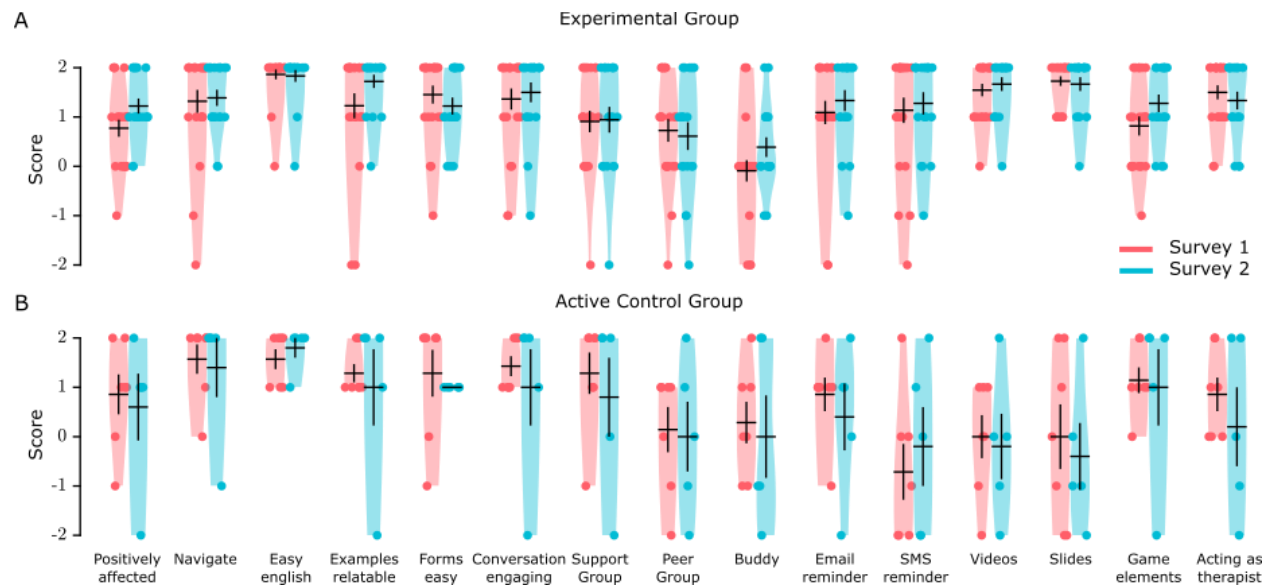 A
Experimental Group
2
1
0
-1
-2
Score
Survey 1
Survey 2
B
Active Control Group
2
1
0
-1
-2
Score
Positively affected
Navigate
Easy english
Examples relatable
Forms easy
Conversation engaging
Support Group
Peer Group
Buddy
Email reminder
SMS reminder
Videos
Slides
Game elements
Acting as therapist